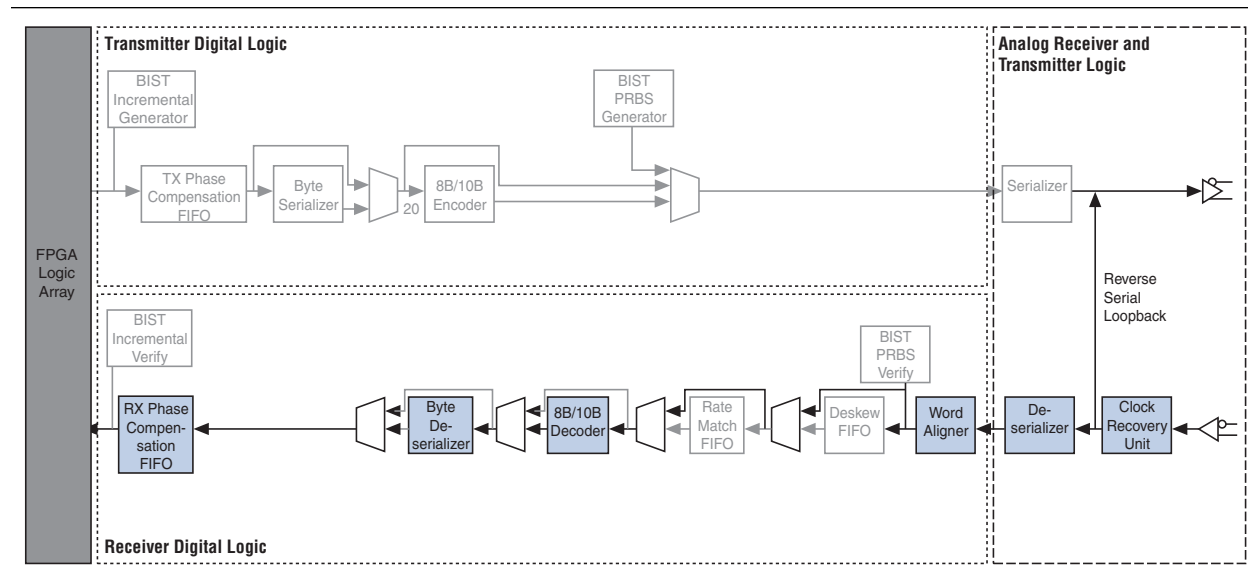 Transmitter Digital Logic
Analog Receiver and
Transmitter Logic
BIST
Incremental
Generator
BIST
PRBS
Generator
TX Phase
Compensation
FIFO
Byte
Serializer
20
8B/10B
Encoder
Serializer
FPGA
Logic
Array
Reverse
Serial
Loopback
BIST
Incremental
Verify
BIST
PRBS
Verify
RX Phase
Compen-
sation
FIFO
Byte
De-
serializer
8B/10B
Decoder
Rate
Match
FIFO
Deskew
FIFO
Word
Aligner
De-
serializer
Clock
Recovery
Unit
Receiver Digital Logic